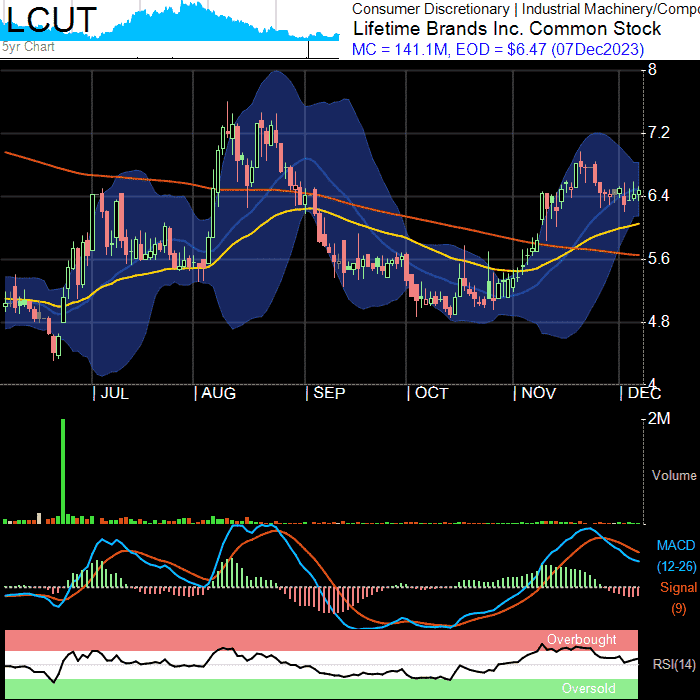 LCUT
5yr Chart
Consumer Discretionary | Industrial Machinery/Compo
Lifetime Brands Inc. Common Stock
MC = 141.1M, EOD = $6.47 (07Dec2023)
8
7.2
6.4
5.6
4.8
4
JUL
AUG
SEP
OCT
NOV
DEC
2M
Volume
MACD
(12-26)
Signal
(9)
Overbought
RSI(14)
Oversold